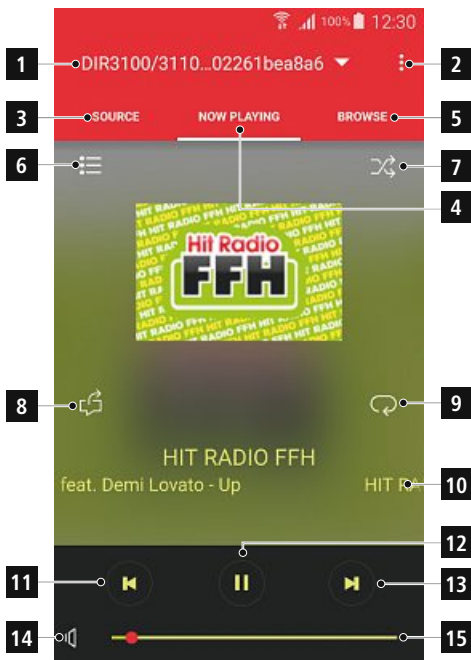 100% 12:30
1 DIR3100/3110...02261bea8a6 2
3 SOURCE NOW PLAYING BROWSE 5
6 7
4
Hit Radio
FFH
8 9
HIT RADIO FFH
feat. Demi Lovato - Up HIT RA 10
12
11 13
14 15